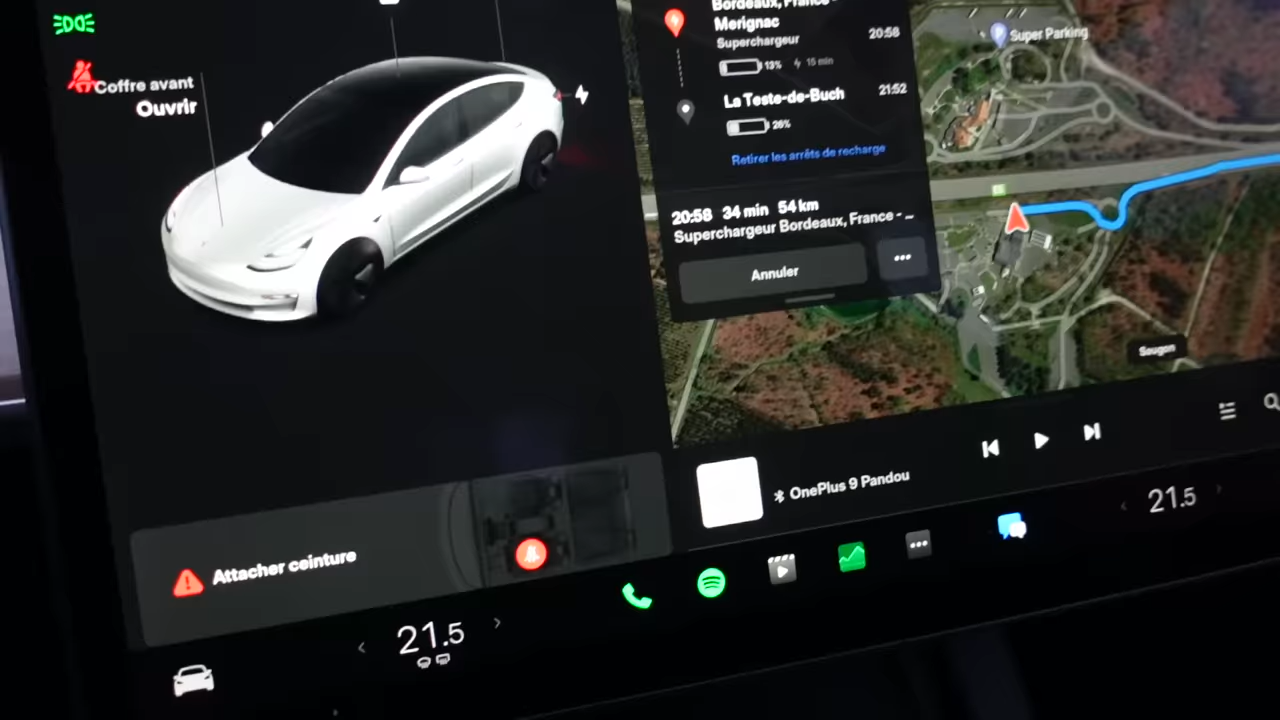 Coffre avant
Ouvrir
Bordeaux, France -
Merignac
20:58
Superchargeur
13% 15 min
La Teste-de-Buch
21:52
26%
Retirer les arrêts de recharge
20:58 34 min 54 km
Superchargeur Bordeaux, France - ...
Annuler
P Super Parking
Sougon
OnePlus 9 Pandou
21.5
Attacher ceinture
21.5